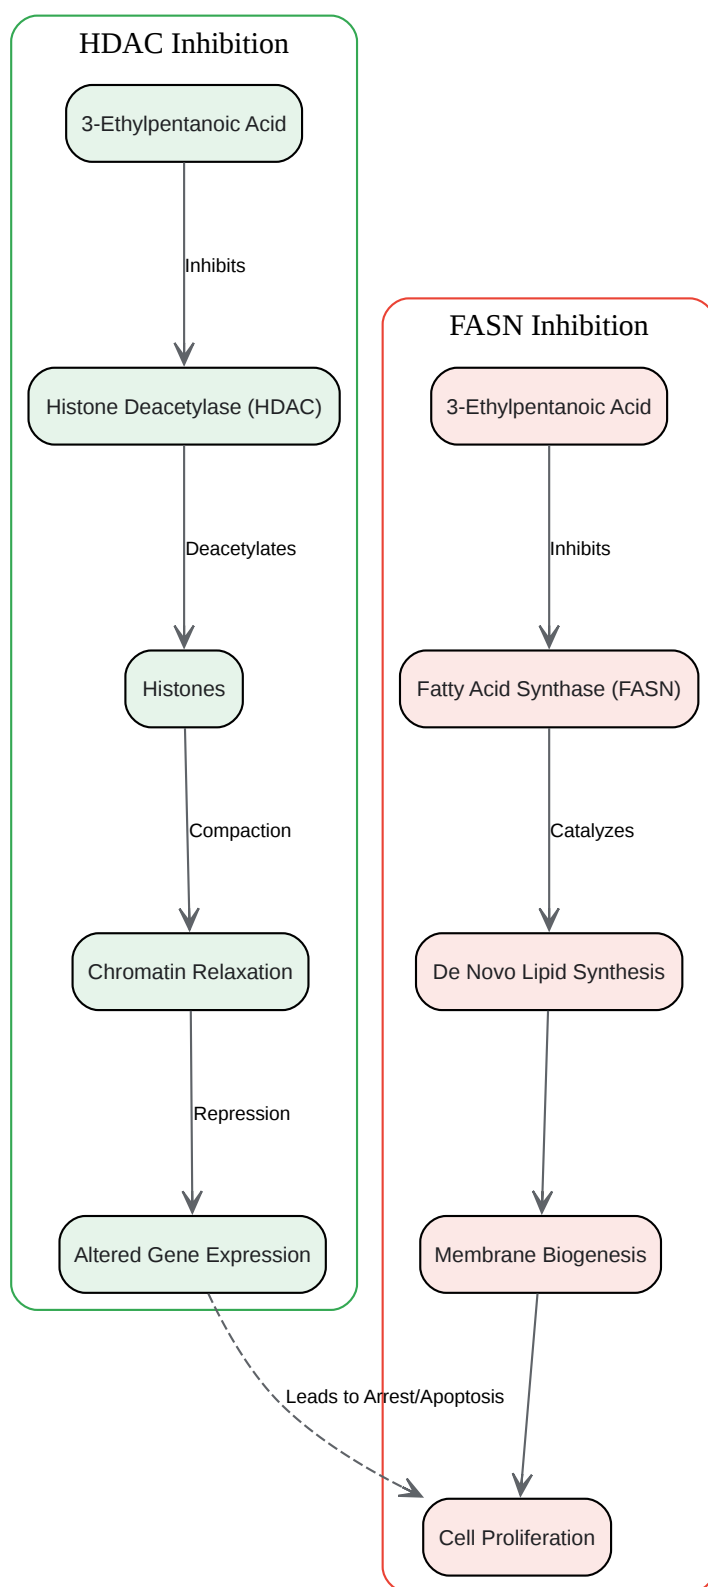 HDAC Inhibition
3-Ethylpentanoic Acid
Inhibits
Histone Deacetylase (HDAC)
Deacetylates
Histones
Compaction
Chromatin Relaxation
Repression
Altered Gene Expression
Leads to Arrest/Apoptosis
FASN Inhibition
3-Ethylpentanoic Acid
Inhibits
Fatty Acid Synthase (FASN)
Catalyzes
De Novo Lipid Synthesis
Membrane Biogenesis
Cell Proliferation